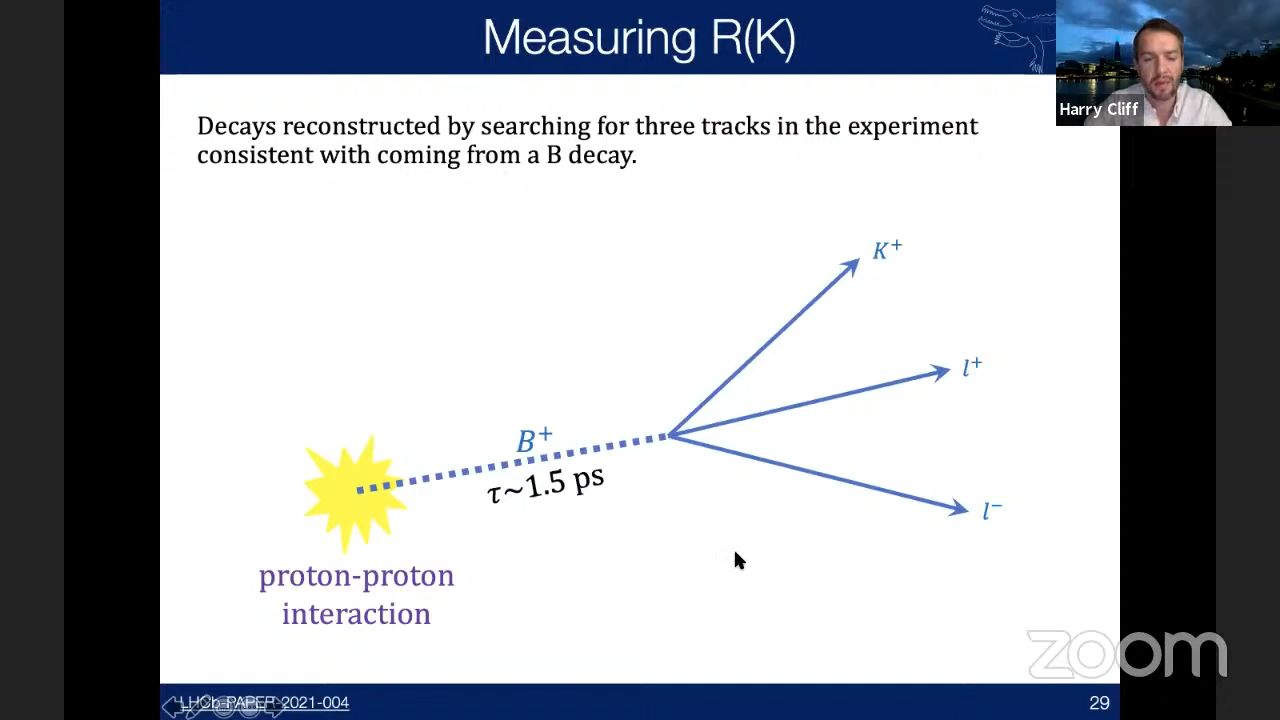 Measuring R(K)
Harry Cliff
Decays reconstructed by searching for three tracks in the experiment
consistent with coming from a B decay.
K⁺
l⁺
B⁺
τ~1.5 ps
l⁻
proton-proton
interaction
zoom
LHCb-PAPER-2021-004
29